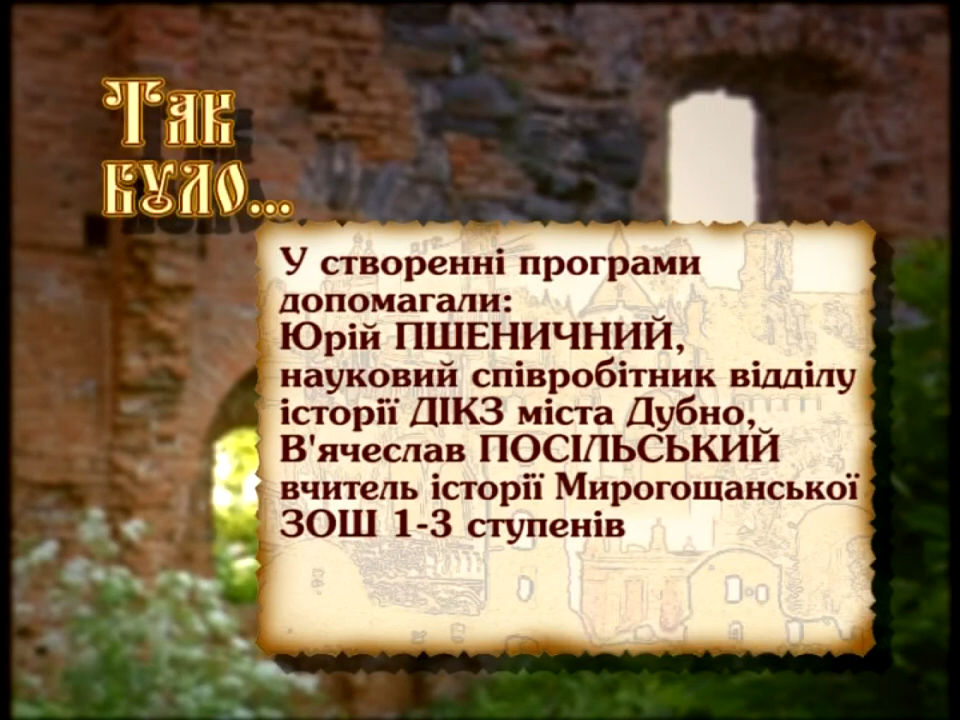 Так
було...
У створенні програми
допомагали:
Юрій ПШЕНИЧНИЙ,
науковий співробітник відділу
історії ДІКЗ міста Дубно,
В'ячеслав ПОСІЛЬСЬКИЙ
вчитель історії Мирогощанської
ЗОШ 1-3 ступенів